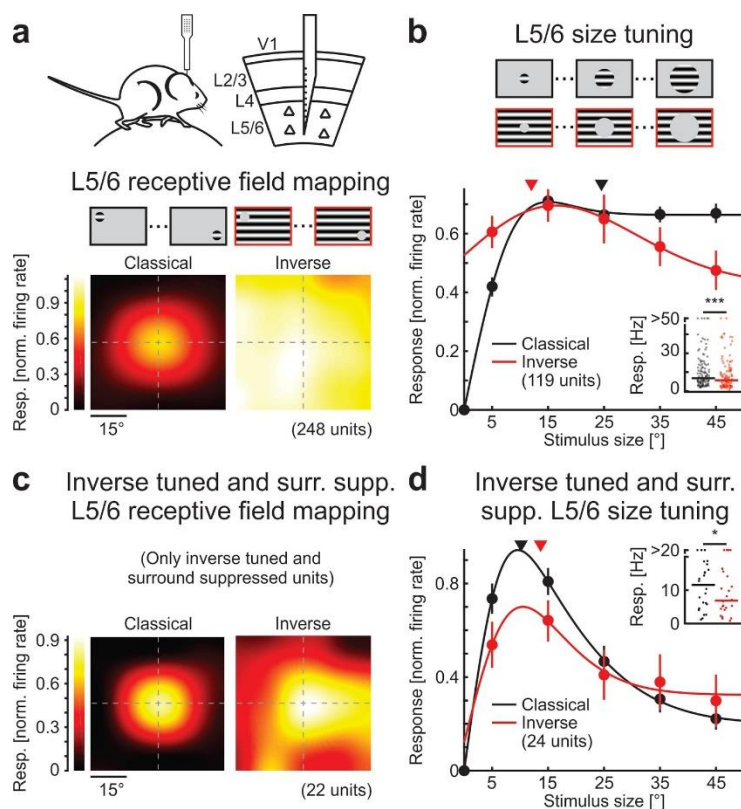 a
V1
L2/3
L4
L5/6
L5/6 receptive field mapping
Classical
Inverse
Resp. [norm. firing rate]
0.9
0.6
0.3
0
15°
(248 units)
b
L5/6 size tuning
Response [norm. firing rate]
0.6
0.4
0.2
0
Classical
Inverse
(119 units)
5
15
25
35
45
Stimulus size [°]
Resp. [Hz]
>50
30
10
0
***
c
Inverse tuned and surr. supp.
L5/6 receptive field mapping
(Only inverse tuned and
surround suppressed units)
Classical
Inverse
Resp. [norm. firing rate]
0.9
0.6
0.3
0
15°
(22 units)
d
Inverse tuned and surr.
supp. L5/6 size tuning
Response [norm. firing rate]
0.8
0.4
0
Classical
Inverse
(24 units)
5
15
25
35
45
Stimulus size [°]
Resp. [Hz]
>20
10
0
*